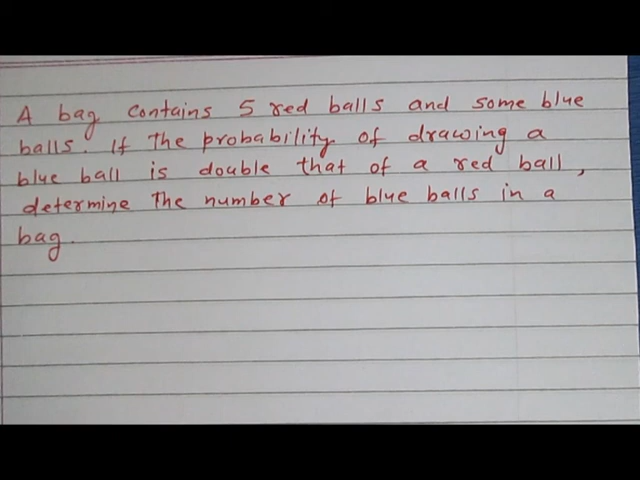 A bag contains 5 red balls and some blue
balls. If the probability of drawing a
blue ball is double that of a red ball,
determine the number of blue balls in a
bag.